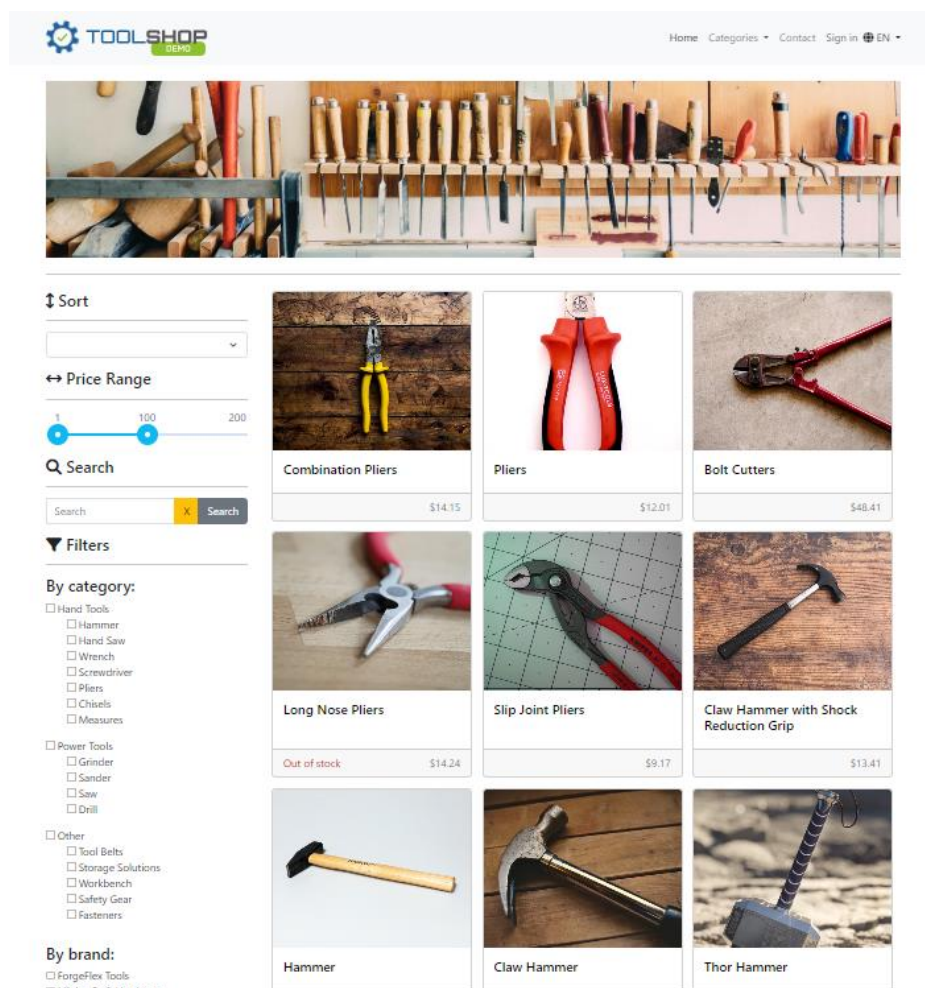 TOOLSHOP
DEMO
Home Categories Contact Sign in EN
Sort
Price Range
1 100 200
Search
Search X Search
Filters
By category:
Hand Tools
Hammer
Hand Saw
Wrench
Screwdriver
Pliers
Chisels
Measures
Power Tools
Grinder
Sander
Saw
Drill
Other
Tool Belts
Storage Solutions
Workbench
Safety Gear
Fasteners
By brand:
ForgeFlex Tools
Combination Pliers
$14.15
Pliers
$12.01
Bolt Cutters
$48.41
Long Nose Pliers
Out of stock $14.24
Slip Joint Pliers
$9.17
Claw Hammer with Shock
Reduction Grip
$13.41
Hammer
Claw Hammer
Thor Hammer